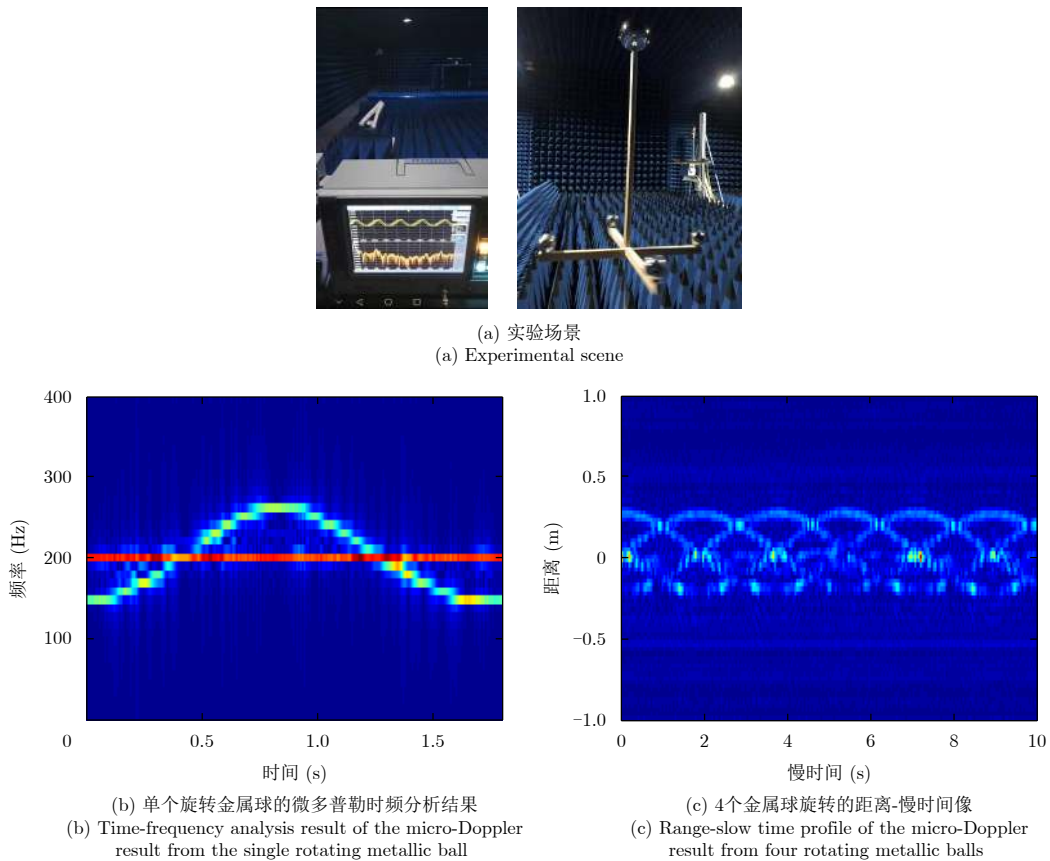 (a) 实验场景
(a) Experimental scene
400
300
200
100
0
频率 (Hz)
0.5
1.0
1.5
时间 (s)
(b) 单个旋转金属球的微多普勒时频分析结果
(b) Time-frequency analysis result of the micro-Doppler
result from the single rotating metallic ball
1.0
0.5
0
−0.5
−1.0
距离 (m)
0
2
4
6
8
10
慢时间 (s)
(c) 4个金属球旋转的距离-慢时间像
(c) Range-slow time profile of the micro-Doppler
result from four rotating metallic balls